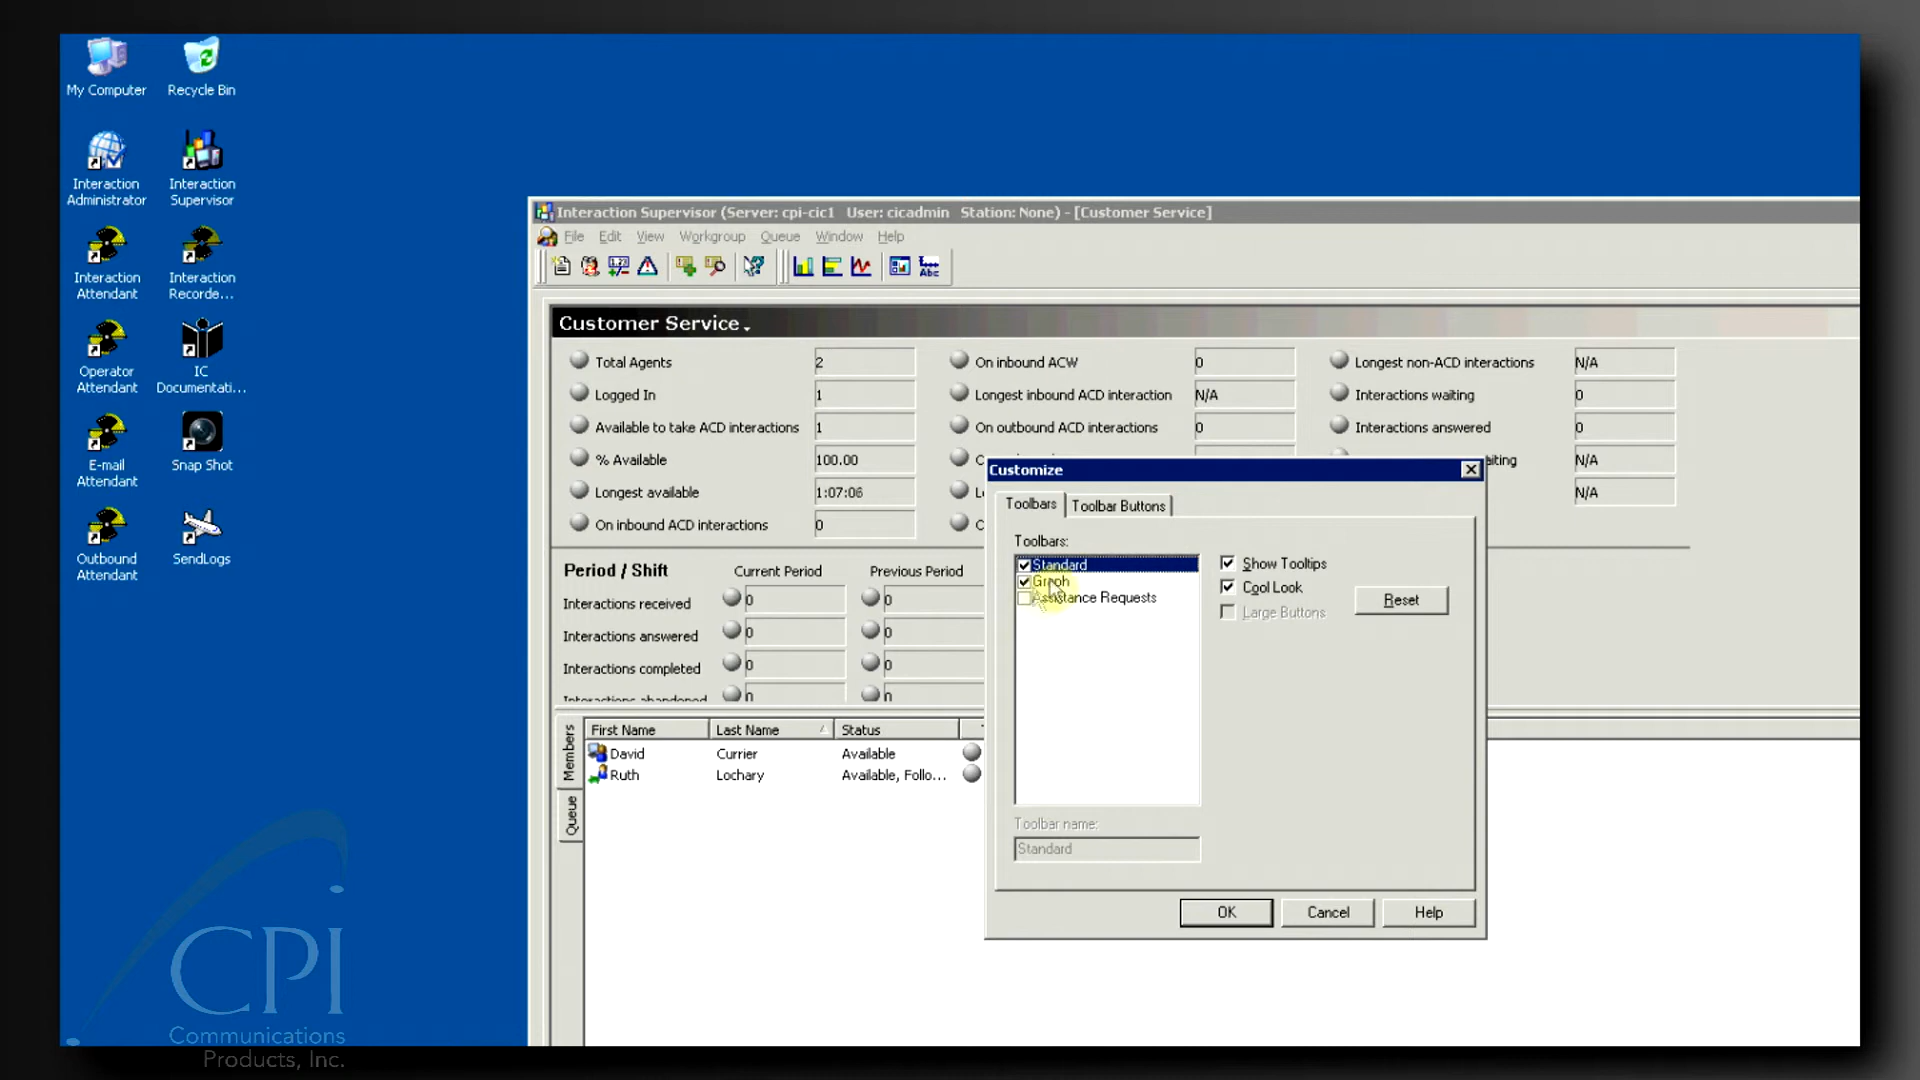 My Computer
Recycle Bin
Interaction Administrator
Interaction Supervisor
Interaction Attendant
Interaction Recorde...
Operator Attendant
IC Documentati...
E-mail Attendant
Snap Shot
Outbound Attendant
SendLogs
CPI
Communications
Products, Inc.
Interaction Supervisor (Server: cpi-cic1 User: cicadmin Station: None) - [Customer Service]
File Edit View Workgroup Queue Window Help
Customer Service
Total Agents 2
Logged In 1
Available to take ACD interactions 1
% Available 100.00
Longest available 1:07:06
On inbound ACD interactions 0
On inbound ACW 0
Longest inbound ACD interaction N/A
On outbound ACD interactions 0
Longest non-ACD interactions N/A
Interactions waiting 0
Interactions answered 0
N/A
N/A
Period / Shift Current Period Previous Period
Interactions received 0 0
Interactions answered 0 0
Interactions completed 0 0
Interactions abandoned 0 0
Members
Queue
First Name Last Name Status
David Currier Available
Ruth Lochary Available, Follo...
Customize
Toolbars Toolbar Buttons
Toolbars:
Standard
Graph
Assistance Requests
Show Tooltips
Cool Look
Large Buttons
Reset
Toolbar name:
Standard
OK Cancel Help